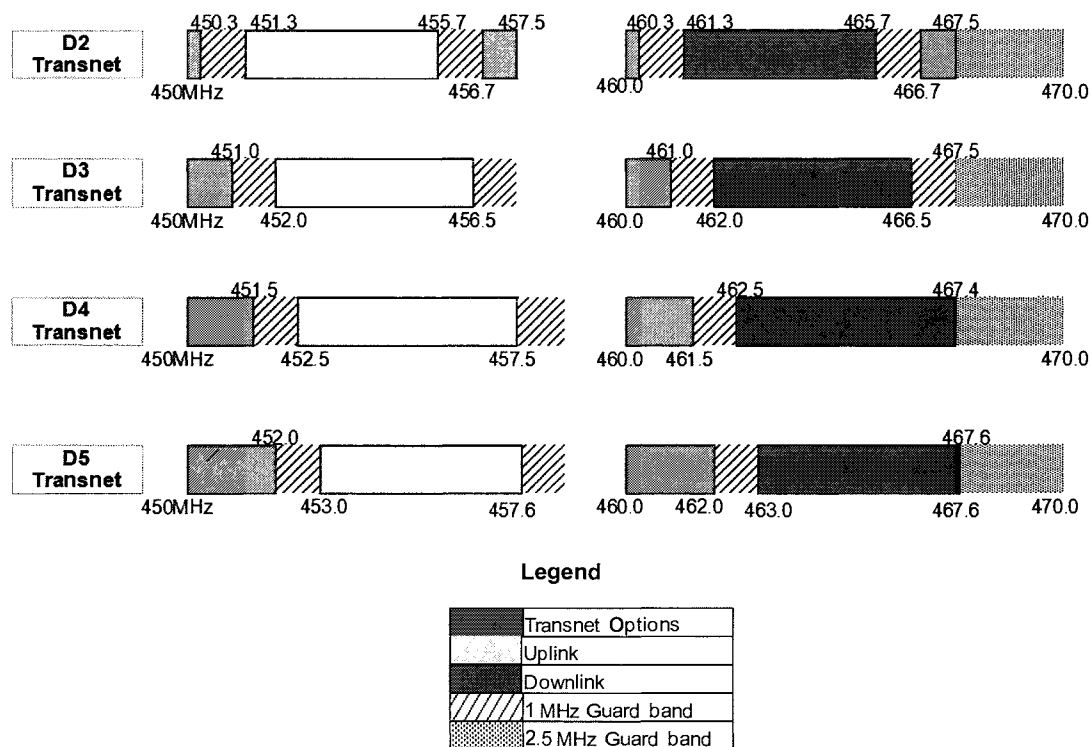 450.3 451.3 455.7 457.5 460.3 461.3 465.7 467.5
D2
Transnet
450MHz 456.7 460.0 466.7 470.0
451.0 461.0 467.5
D3
Transnet
450MHz 452.0 456.5 460.0 462.0 466.5 470.0
451.5 462.5 467.4
D4
Transnet
450MHz 452.5 457.5 460.0 461.5 470.0
452.0 467.6
D5
Transnet
450MHz 453.0 457.6 460.0 462.0 463.0 467.6 470.0
Legend
Transnet Options
Uplink
Downlink
1 MHz Guard band
2.5 MHz Guard band